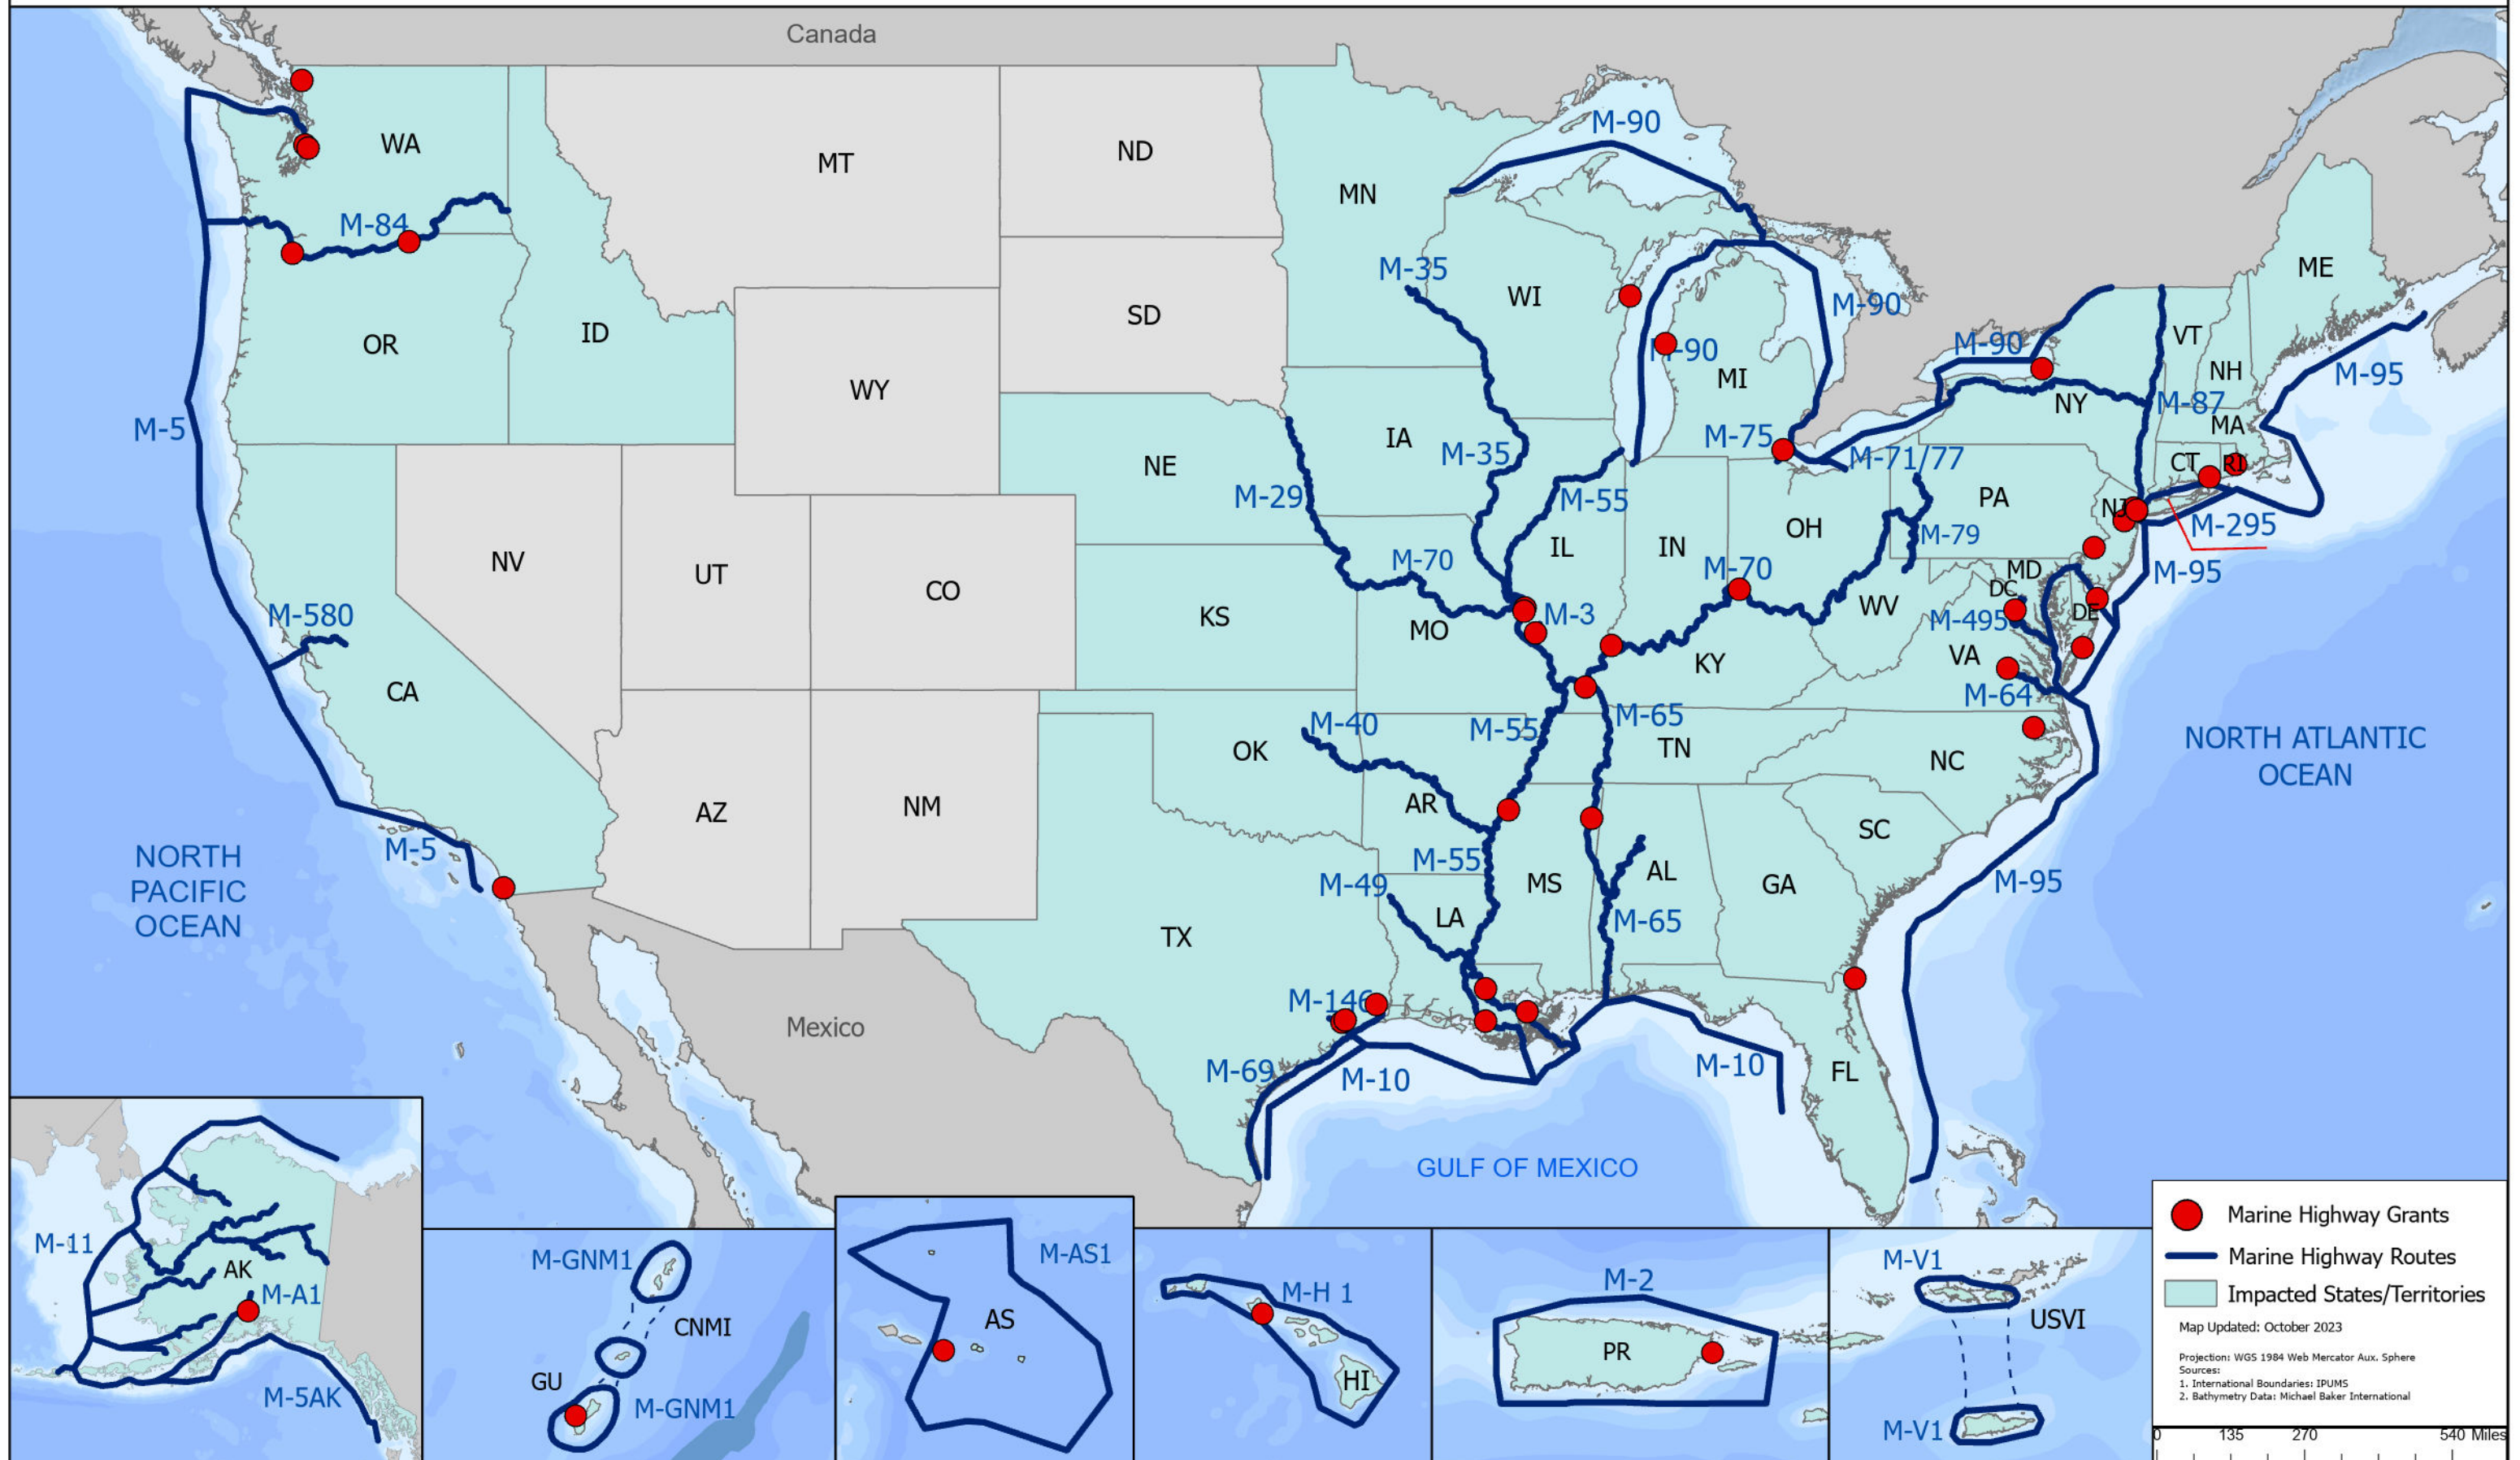 Canada
M-90
WA
MT
ND
MN
M-84
M-35
WI
ME
OR
ID
SD
M-90
M-90
VT
M-90
MI
NH
M-95
WY
NY
M-87
M-5
IA
M-75
MA
M-35
M-71/77
CT
RI
NE
M-29
M-55
PA
NJ
M-295
OH
M-79
NV
UT
CO
M-70
IL
IN
M-70
MD
M-95
DC
M-580
KS
MO
M-3
WV
DE
M-495
CA
KY
VA
M-64
M-40
M-55
M-65
OK
TN
NC
NORTH ATLANTIC
OCEAN
AZ
NM
AR
SC
NORTH
PACIFIC
OCEAN
M-5
M-55
M-49
MS
AL
GA
M-95
LA
M-65
TX
M-146
Mexico
M-69
M-10
M-10
FL
GULF OF MEXICO
M-11
AK
M-A1
M-5AK
M-GNM1
CNMI
GU
M-GNM1
M-AS1
AS
M-H 1
HI
M-2
PR
M-V1
USVI
M-V1
Marine Highway Grants
Marine Highway Routes
Impacted States/Territories
Map Updated: October 2023
Projection: WGS 1984 Web Mercator Aux. Sphere
Sources:
1. International Boundaries: IPUMS
2. Bathymetry Data: Michael Baker International
0 135 270 540 Miles